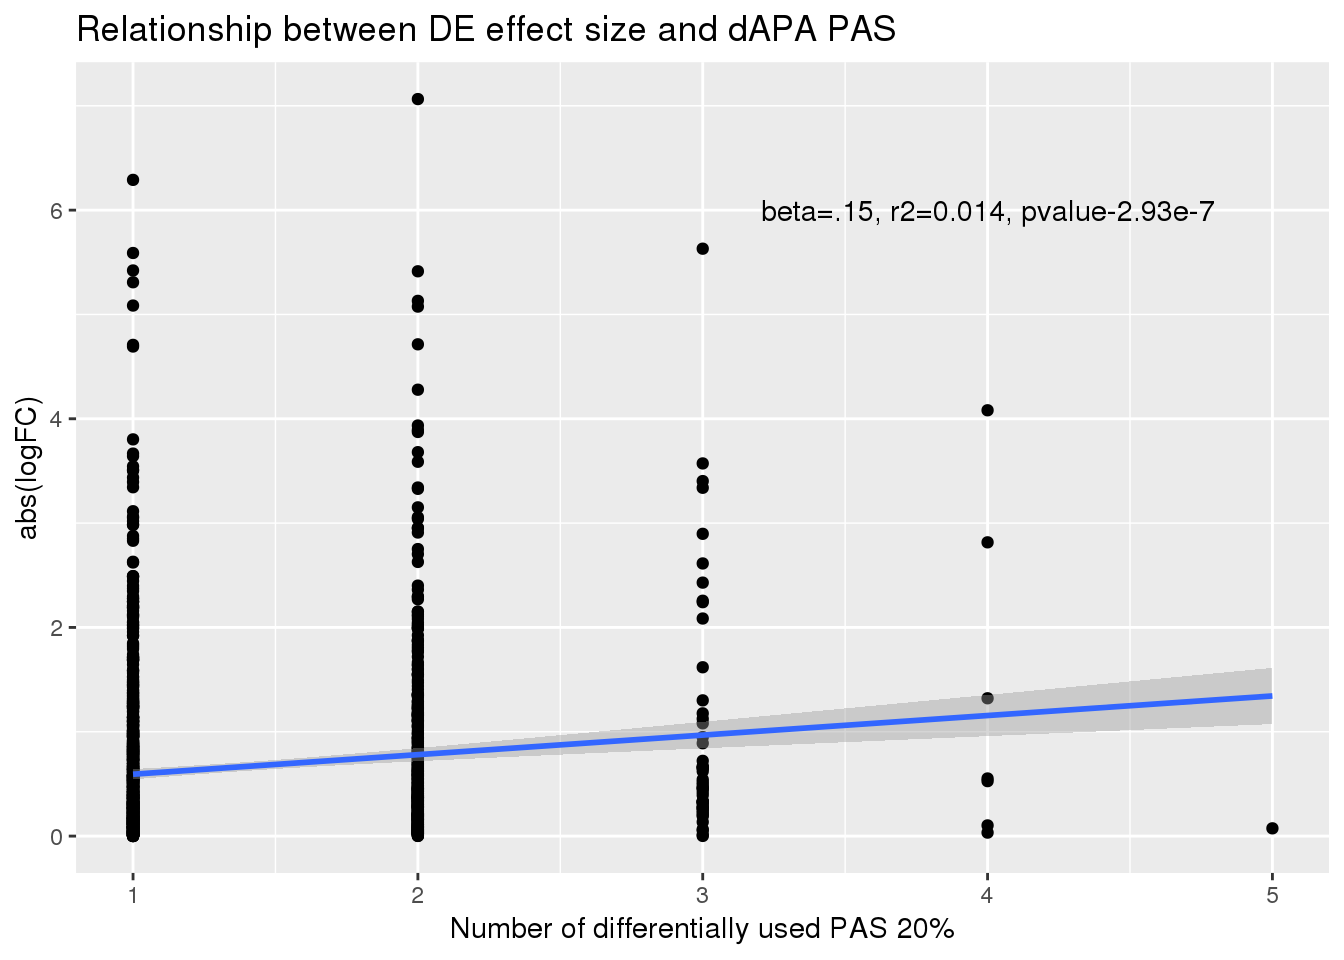 Relationship between DE effect size and dAPA PAS
beta=.15, r2=0.014, pvalue-2.93e-7
abs(logFC)
6
4
2
0
1 2 3 4 5
Number of differentially used PAS 20%